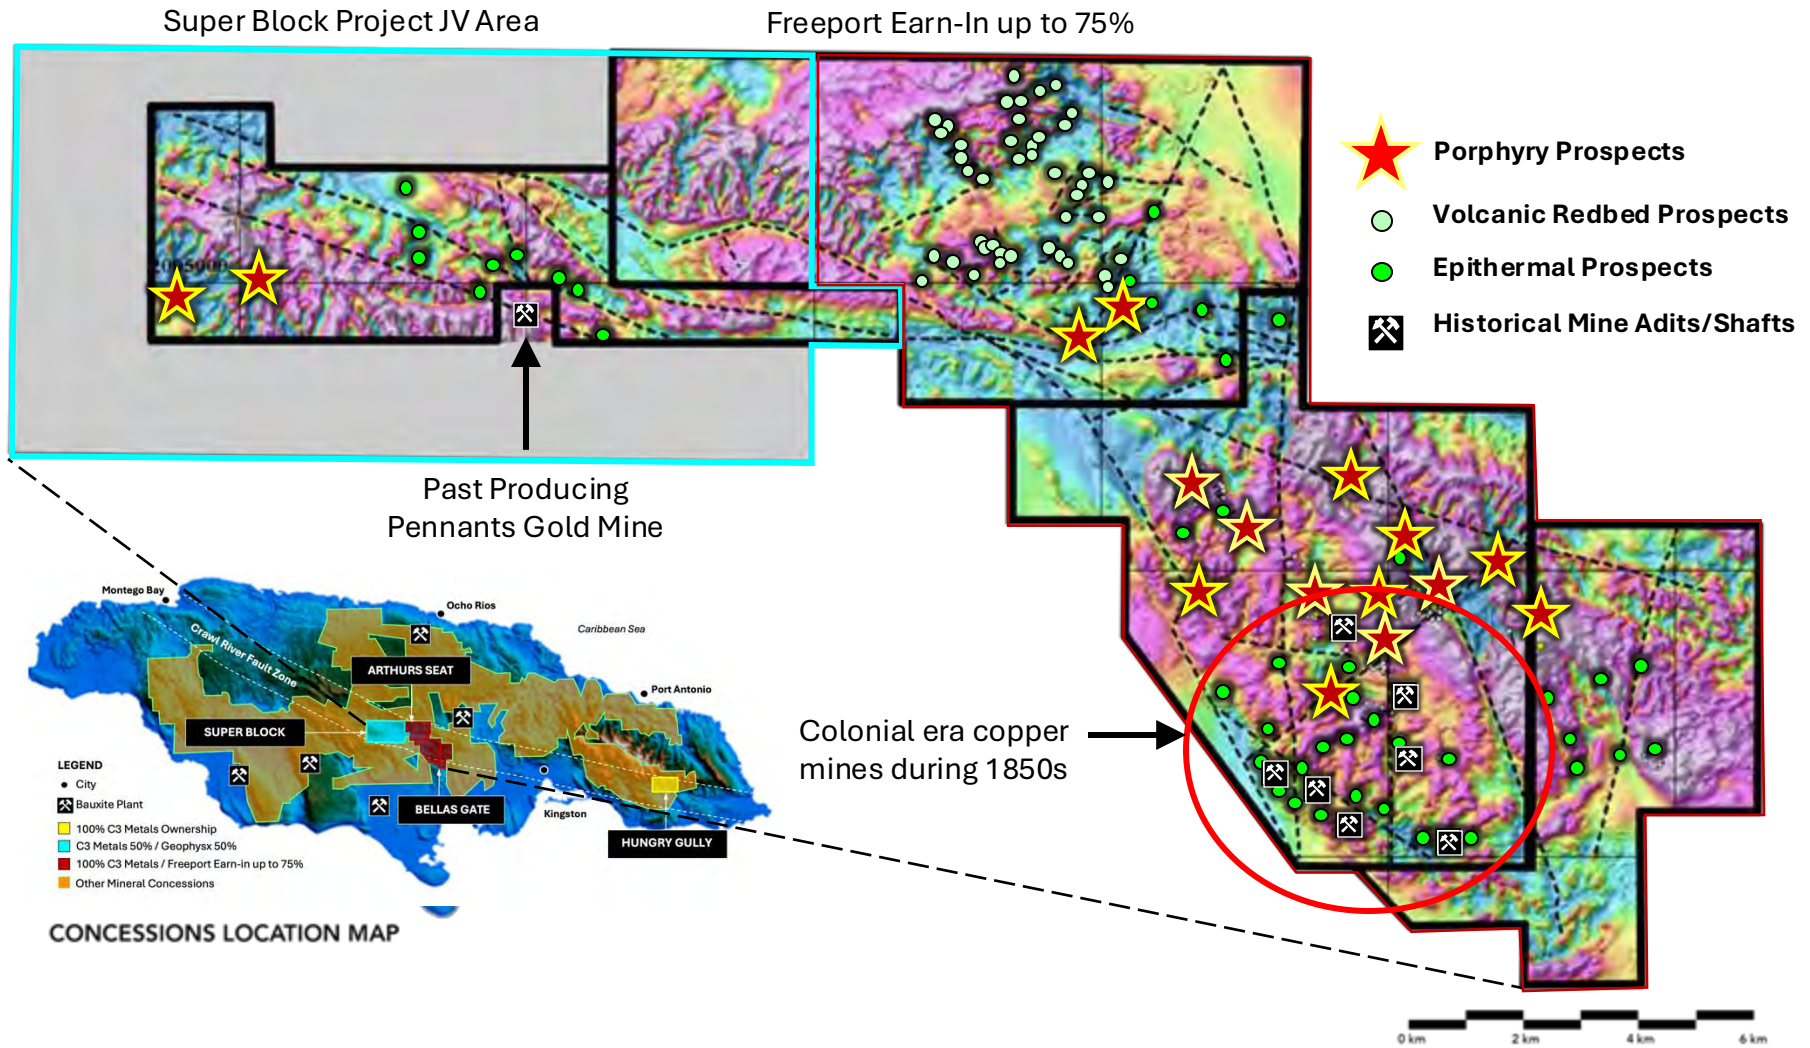 Super Block Project JV Area
Freeport Earn-In up to 75%
Porphyry Prospects
Volcanic Redbed Prospects
Epithermal Prospects
Historical Mine Adits/Shafts
Past Producing
Pennants Gold Mine
Colonial era copper
mines during 1850s
Montego Bay
Ocho Rios
Caribbean Sea
Crawl River Fault Zone
ARTHURS SEAT
Port Antonio
SUPER BLOCK
BELLAS GATE
Kingston
HUNGRY GULLY
LEGEND
City
Bauxite Plant
100% C3 Metals Ownership
C3 Metals 50% / Geophysx 50%
100% C3 Metals / Freeport Earn-in up to 75%
Other Mineral Concessions
CONCESSIONS LOCATION MAP
0 km
2 km
4 km
6 km